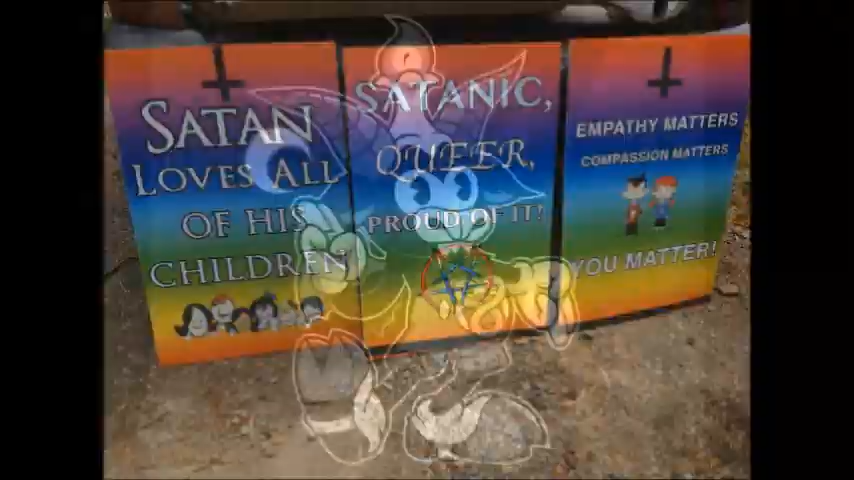 SATAN
LOVES ALL
OF HIS
CHILDREN
SATANIC,
QUEER,
PROUD OF IT!
EMPATHY MATTERS
COMPASSION MATTERS
YOU MATTER!